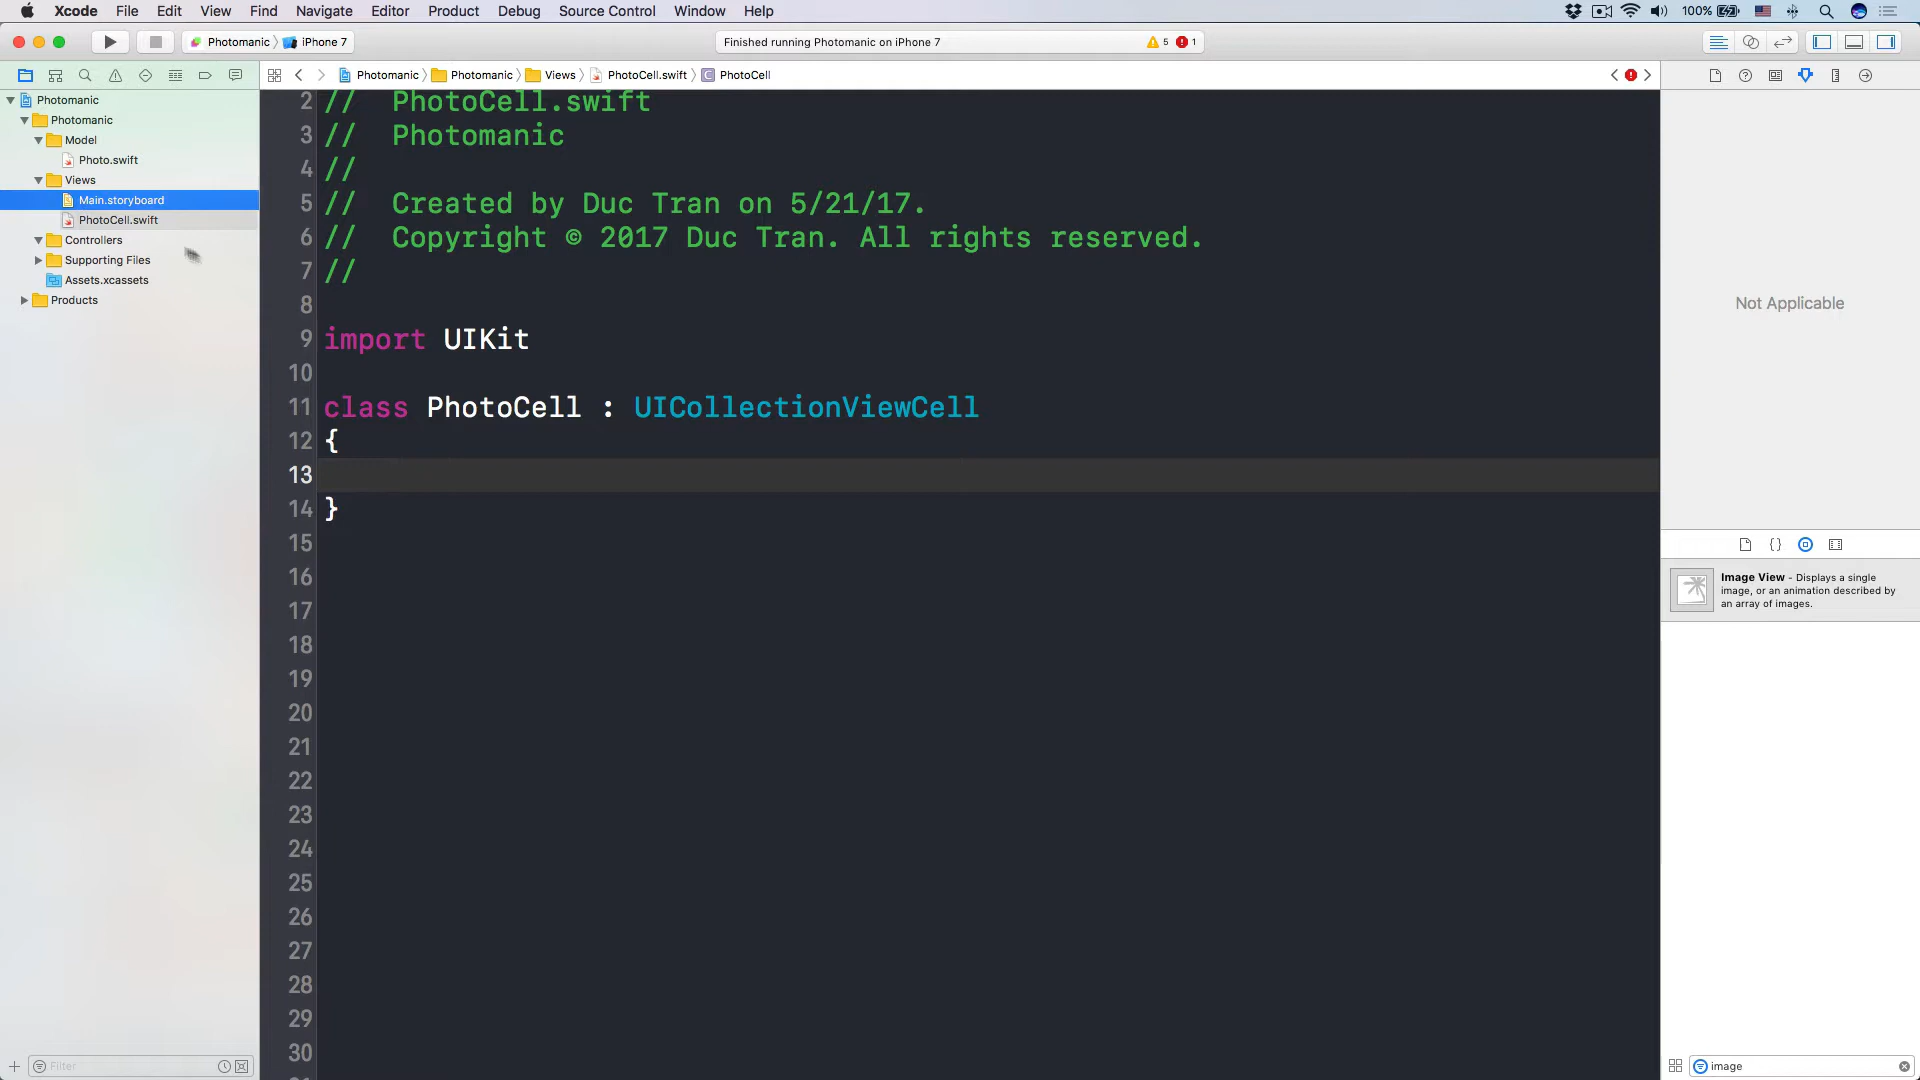 Xcode File Edit View Find Navigate Editor Product Debug Source Control Window Help 100%
Photomanic iPhone 7 Finished running Photomanic on iPhone 7 5 1
Photomanic Photomanic Views PhotoCell.swift C PhotoCell
Photomanic
Photomanic
Model
Photo.swift
Views
Main.storyboard
PhotoCell.swift
Controllers
Supporting Files
Assets.xcassets
Products
Filter
2 // PhotoCell.swift
3 // Photomanic
4 //
5 // Created by Duc Tran on 5/21/17.
6 // Copyright © 2017 Duc Tran. All rights reserved.
7 //
8
9 import UIKit
10
11 class PhotoCell : UICollectionViewCell
12 {
13
14 }
15
16
17
18
19
20
21
22
23
24
25
26
27
28
29
30
Not Applicable
{}
Image View - Displays a single
image, or an animation described by
an array of images.
image